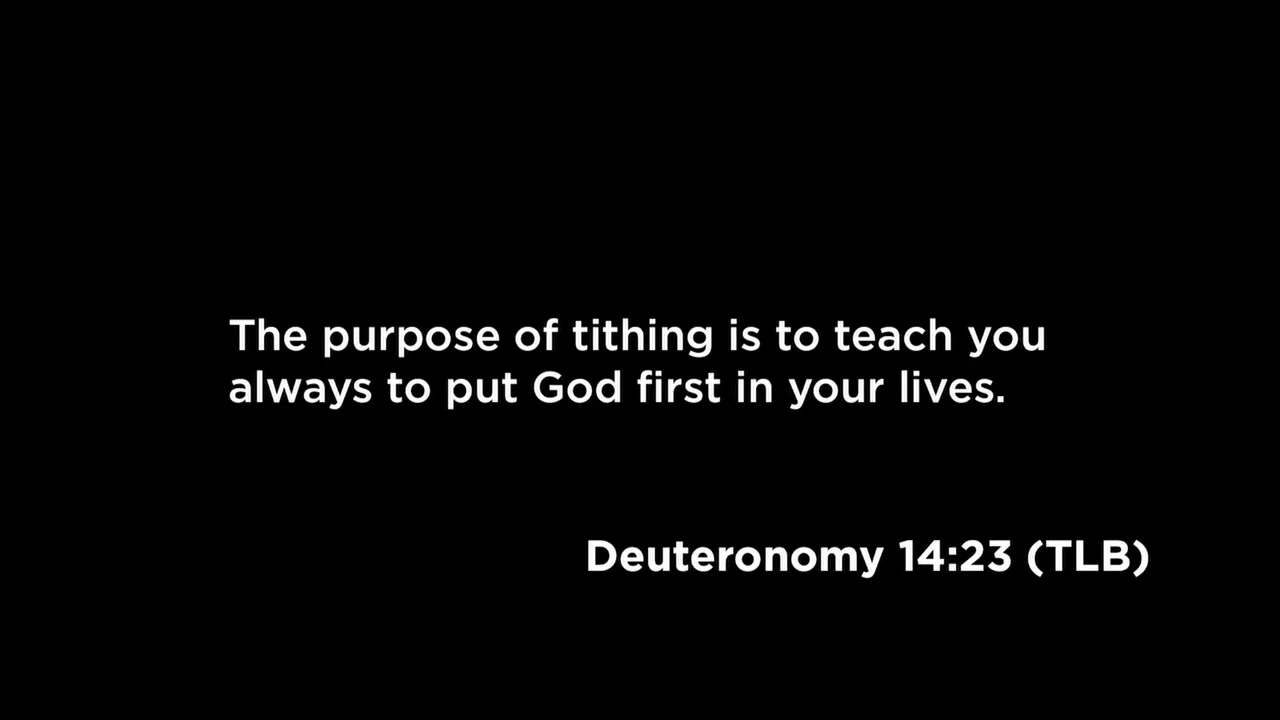 The purpose of tithing is to teach you
always to put God first in your lives.
Deuteronomy 14:23 (TLB)